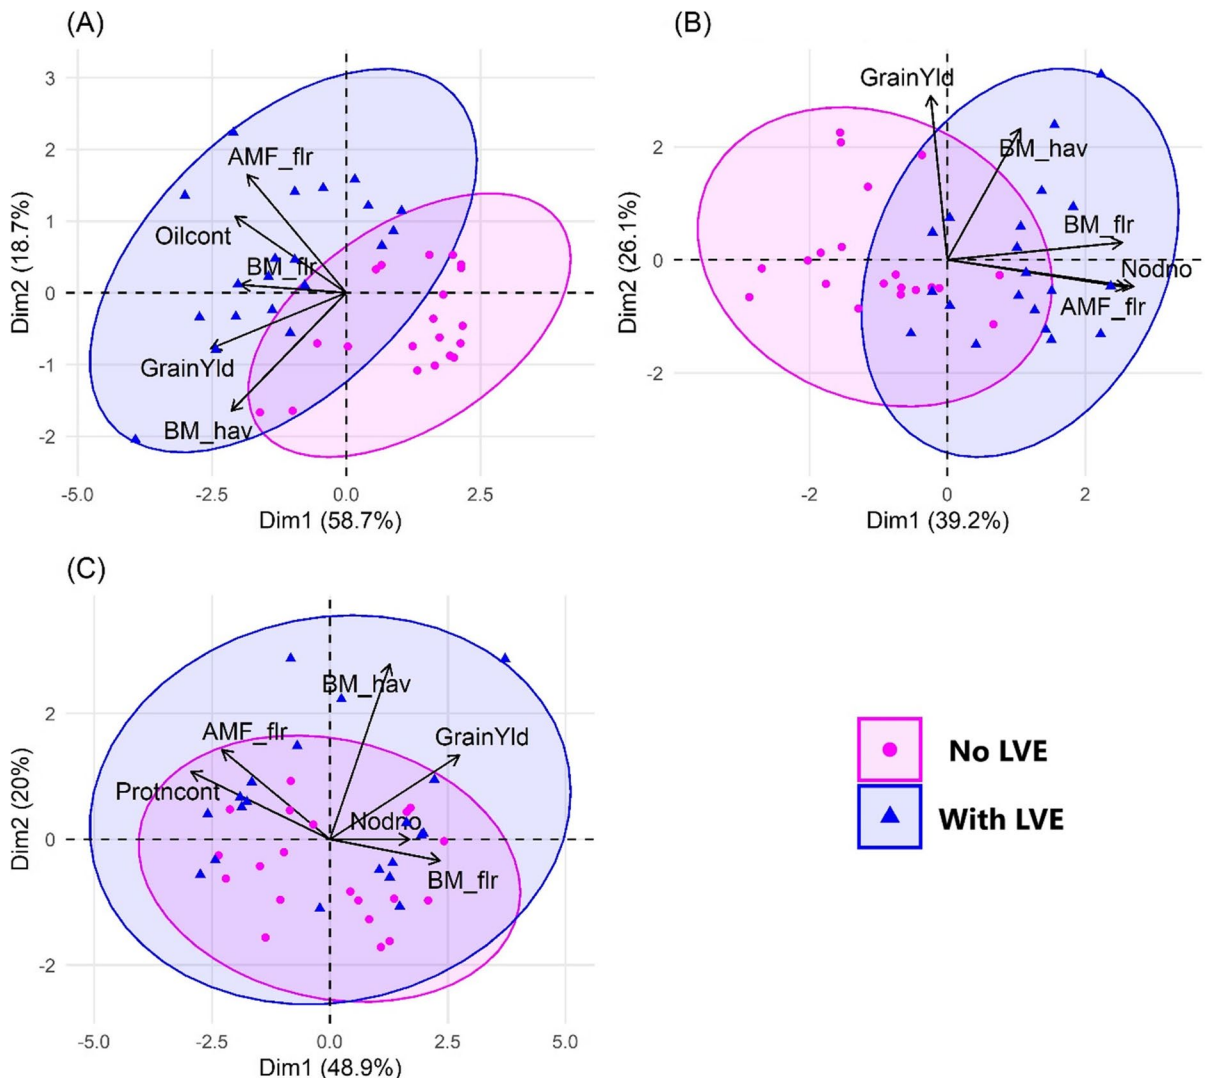 (A)
3
2
1
0
-1
-2
Dim2 (18.7%)
AMF_flr
Oilcont
BM_flr
GrainYld
BM_hav
-5.0 -2.5 0.0 2.5
Dim1 (58.7%)
(B)
2
0
-2
Dim2 (26.1%)
GrainYld
BM_hav
BM_flr
Nodno
AMF_flr
-2 0 2
Dim1 (39.2%)
(C)
2
0
-2
Dim2 (20%)
BM_hav
AMF_flr
GrainYld
Protncont
Nodno
BM_flr
-5.0 -2.5 0.0 2.5 5.0
Dim1 (48.9%)
No LVE
With LVE